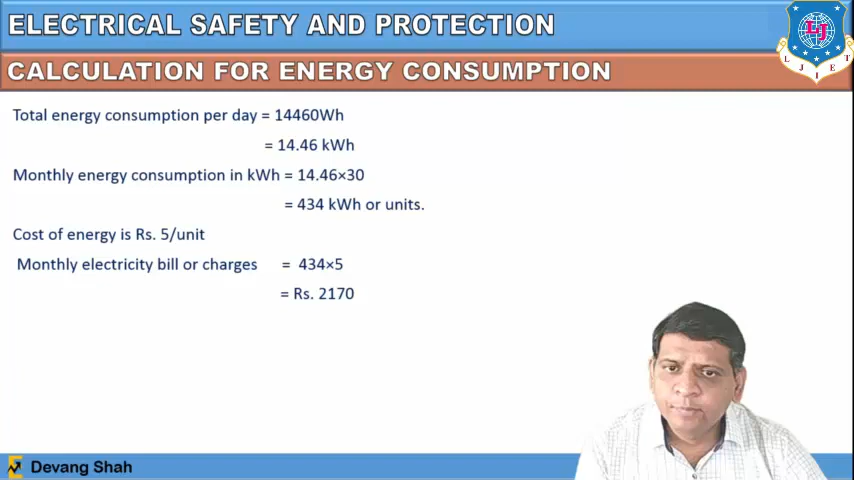 ELECTRICAL SAFETY AND PROTECTION
CALCULATION FOR ENERGY CONSUMPTION
LJ
L J I E T
Total energy consumption per day = 14460Wh
= 14.46 kWh
Monthly energy consumption in kWh = 14.46×30
= 434 kWh or units.
Cost of energy is Rs. 5/unit
Monthly electricity bill or charges = 434×5
= Rs. 2170
Devang Shah